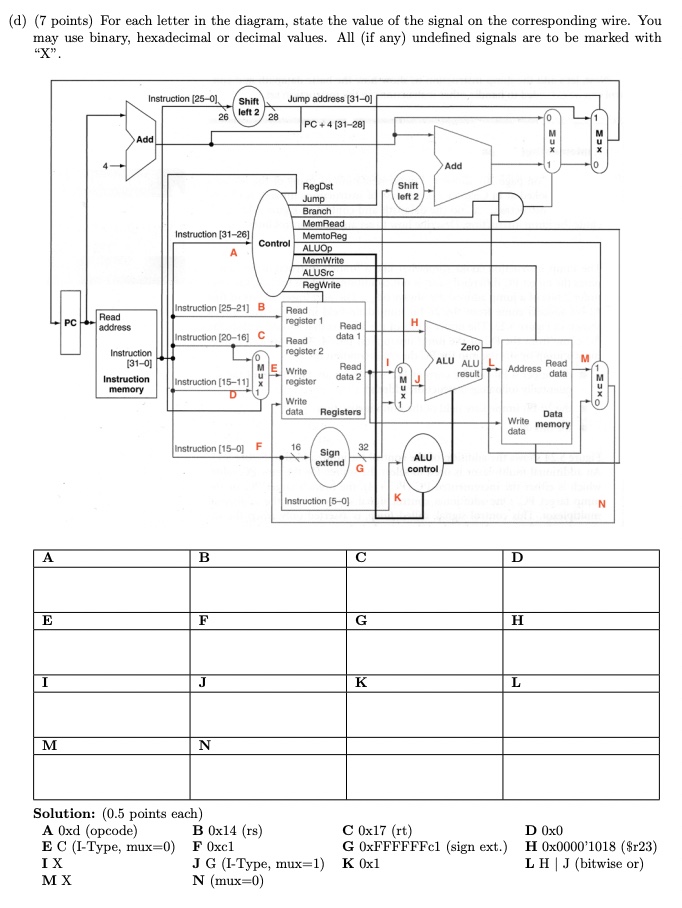 (d) (7 points) For each letter in the diagram, state the value of the signal on the corresponding wire. You
may use binary, hexadecimal or decimal values. All (if any) undefined signals are to be marked with
“X”.
Instruction [25–0] Shift left 2 Jump address [31–0]
26 28
PC + 4 [31–28]
0 Mux 1
1 Mux 0
Add
4
Add
Shift left 2
RegDst
Jump
Branch
MemRead
Instruction [31–26] Control MemtoReg
A
ALUOp
MemWrite
ALUSrc
RegWrite
PC
Read address
Instruction [31–0]
Instruction memory
Instruction [25–21] B Read register 1
Read data 1
H
Instruction [20–16] C Read register 2
0 Mux 1
E Write register
Read data 2
I
0 Mux 1
J
Zero
ALU ALU result
L
Address Read data
M
1 Mux 0
Instruction [15–11]
D
Write data Registers
Write data Data memory
Instruction [15–0] F 16 Sign extend 32
G
ALU control
Instruction [5–0]
K
N
A B C D
E F G H
I J K L
M N
Solution: (0.5 points each)
A 0xd (opcode) B 0x14 (rs) C 0x17 (rt) D 0x0
E C (I-Type, mux=0) F 0xc1 G 0xFFFFFFc1 (sign ext.) H 0x0000'1018 ($r23)
I X J G (I-Type, mux=1) K 0x1 L H | J (bitwise or)
M X N (mux=0)